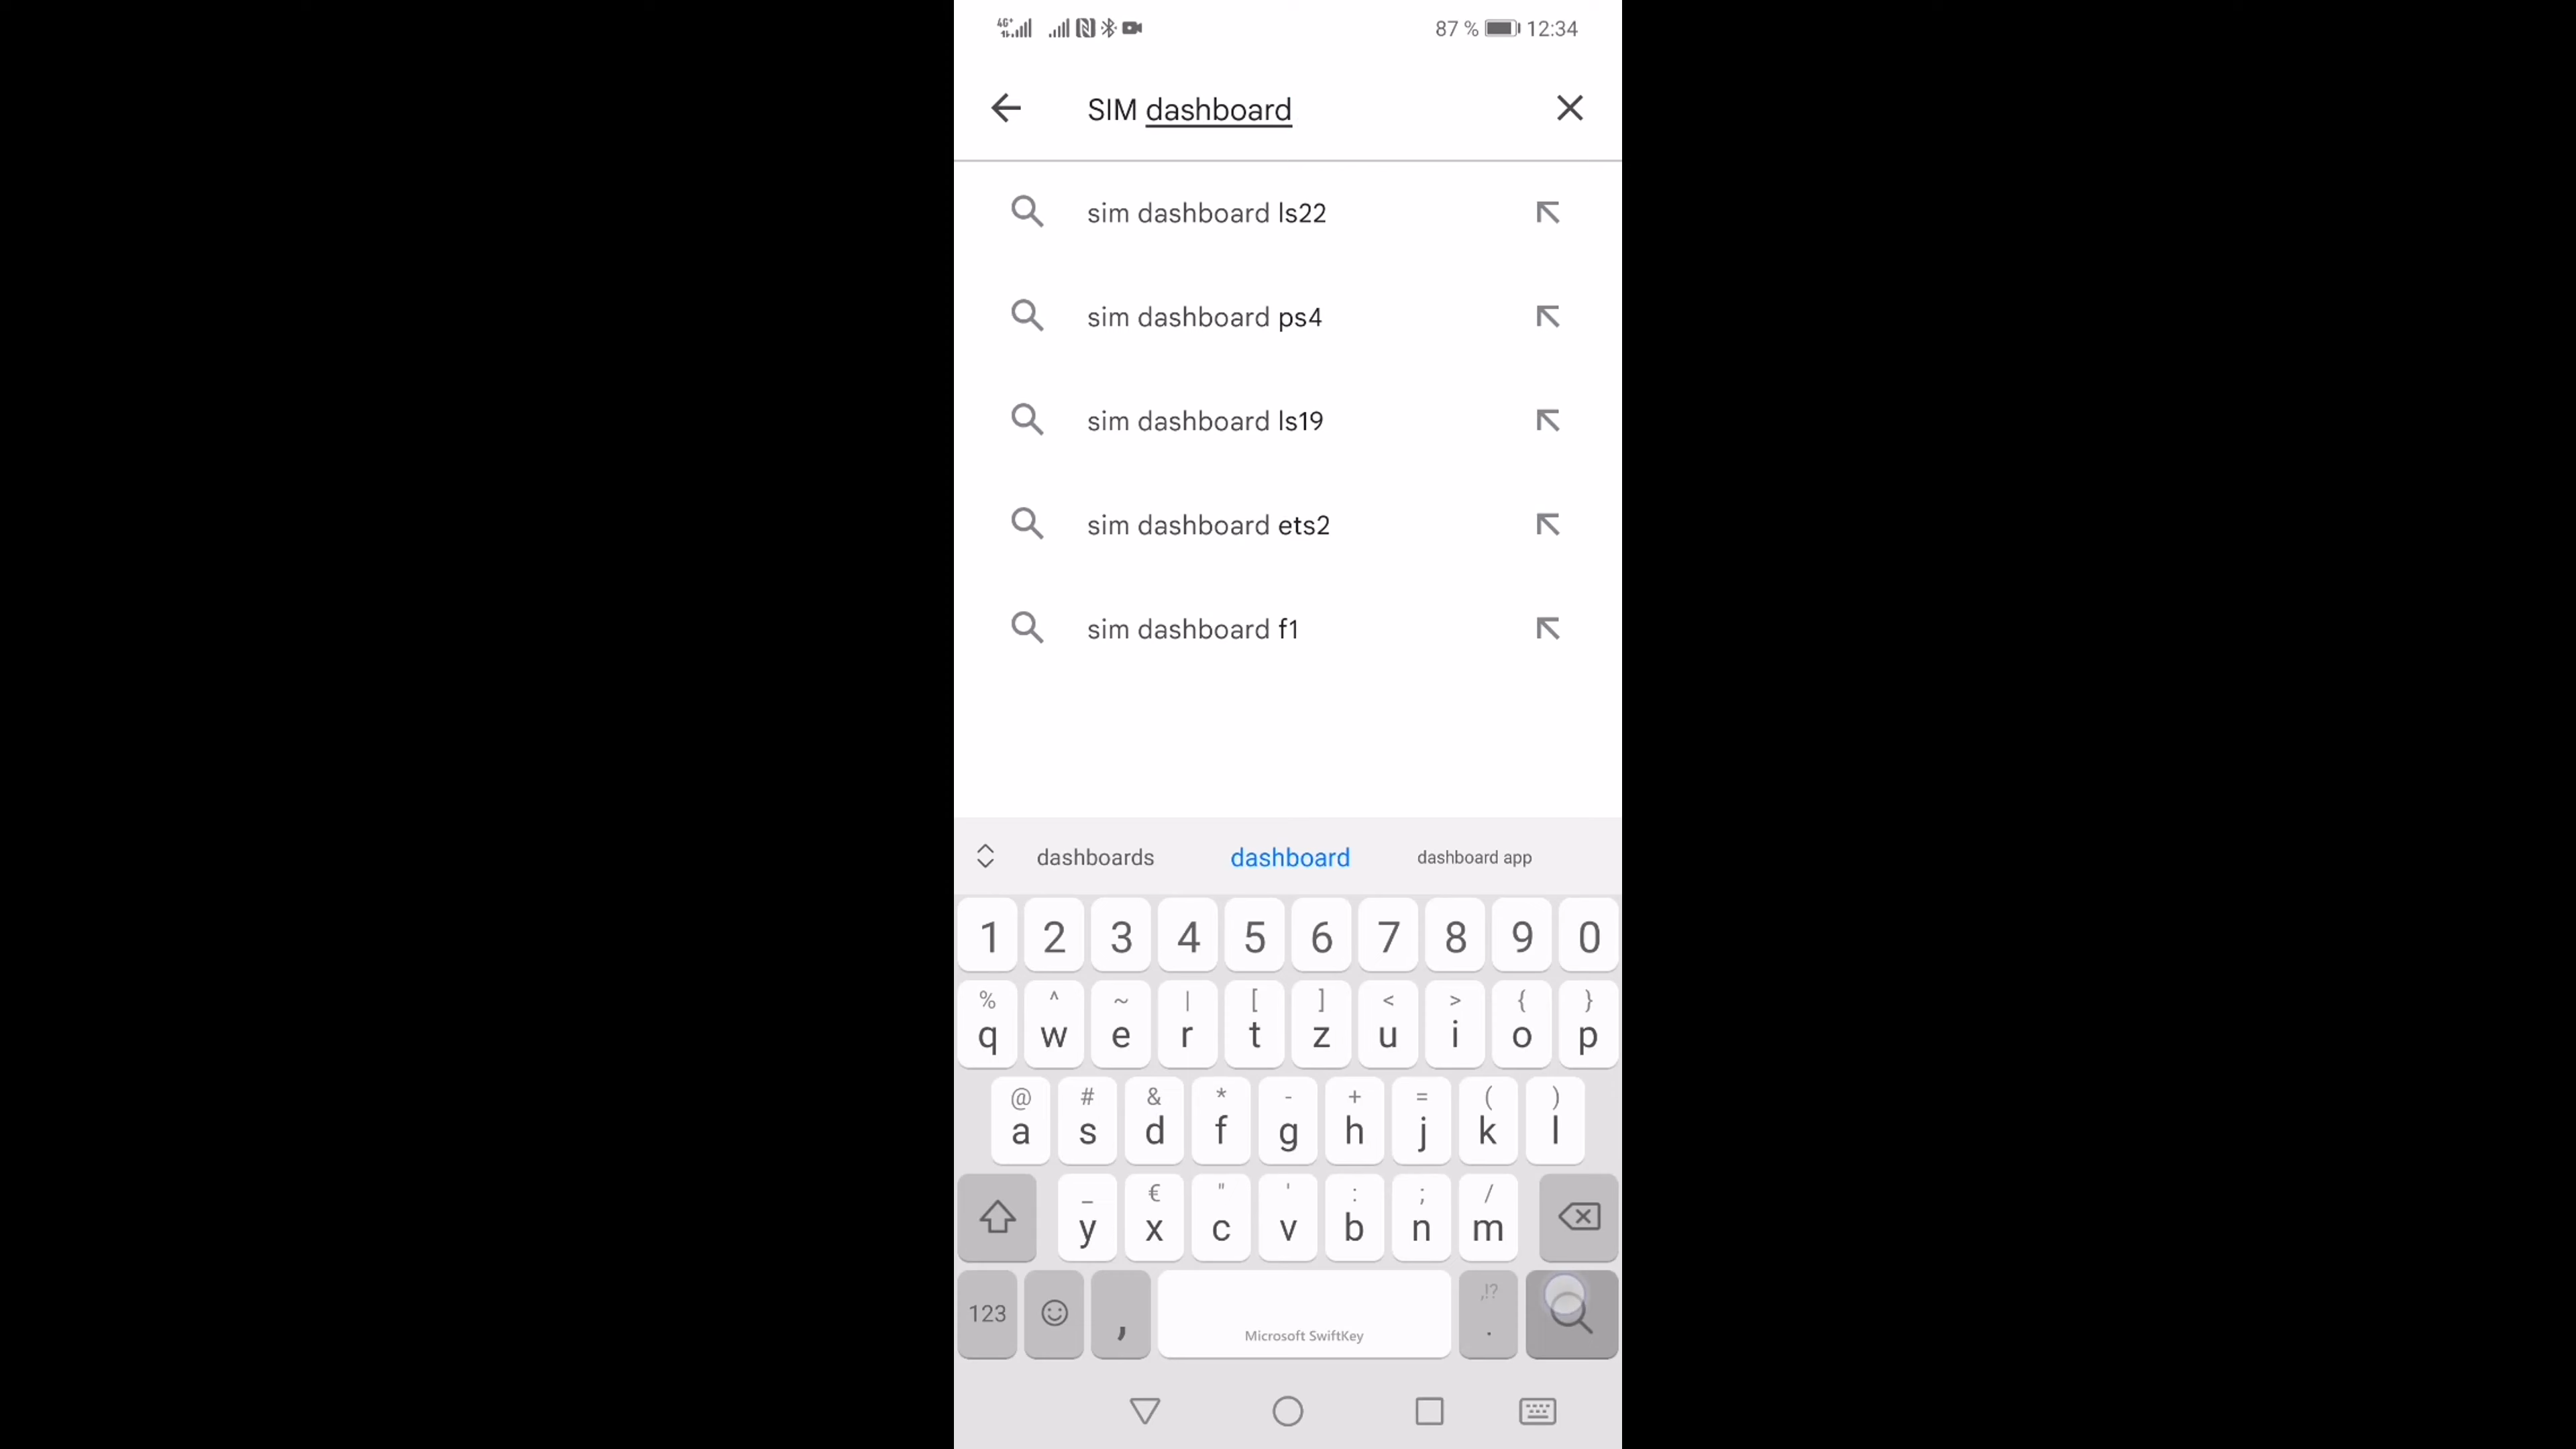 4G+ 87 % 12:34
SIM dashboard
sim dashboard ls22
sim dashboard ps4
sim dashboard ls19
sim dashboard ets2
sim dashboard f1
dashboards dashboard dashboard app
1 2 3 4 5 6 7 8 9 0
% ^ ~ | [ ] < > { }
q w e r t z u i o p
@ # & * - + = ( )
a s d f g h j k l
_ € " ' : ; /
y x c v b n m
,!?
123 , .
Microsoft SwiftKey